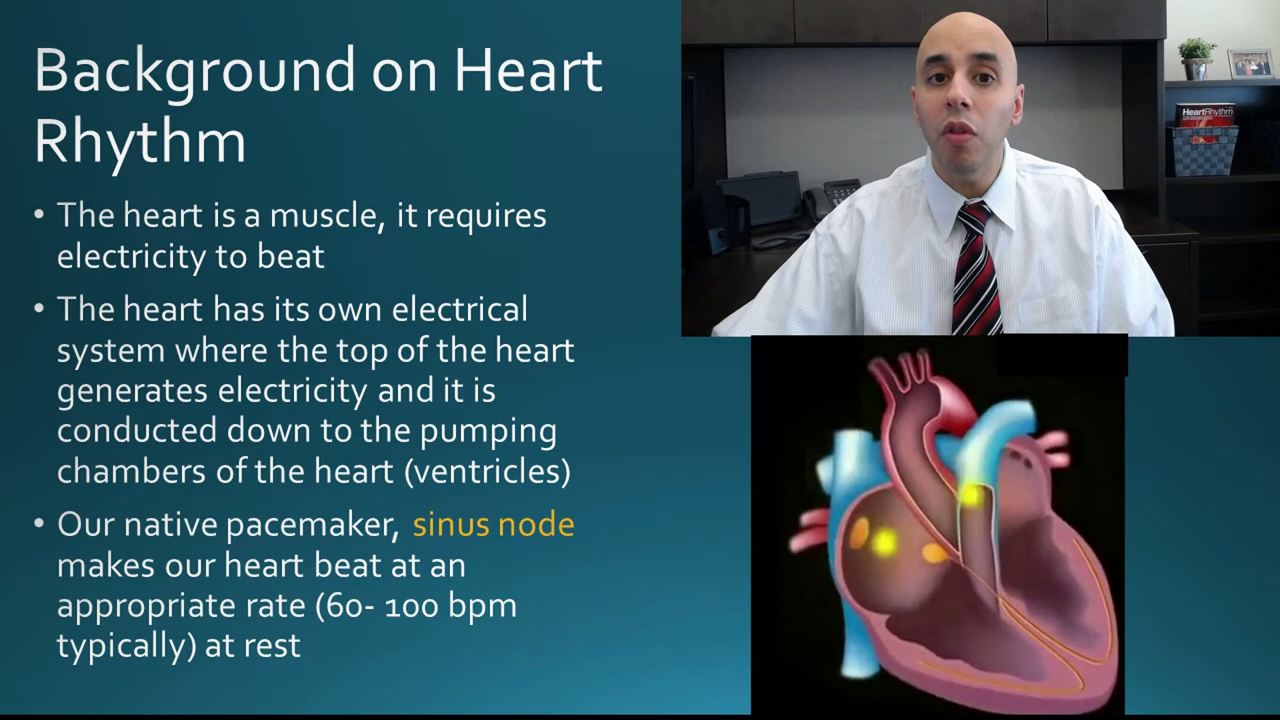 Background on Heart
Rhythm
• The heart is a muscle, it requires
electricity to beat
• The heart has its own electrical
system where the top of the heart
generates electricity and it is
conducted down to the pumping
chambers of the heart (ventricles)
• Our native pacemaker, sinus node
makes our heart beat at an
appropriate rate (60- 100 bpm
typically) at rest
HeartRhythm